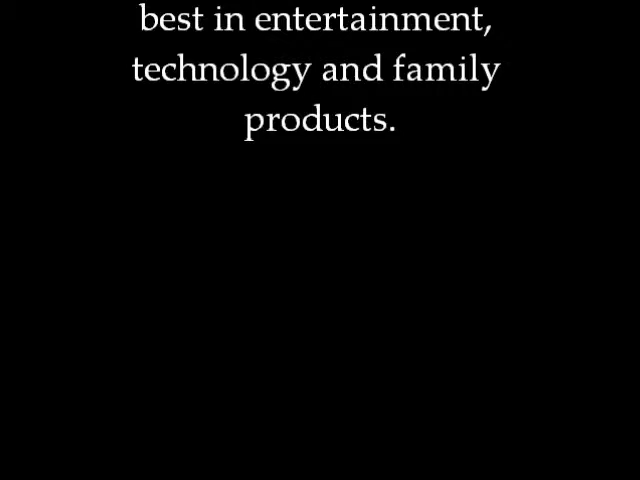 best in entertainment,
technology and family
products.